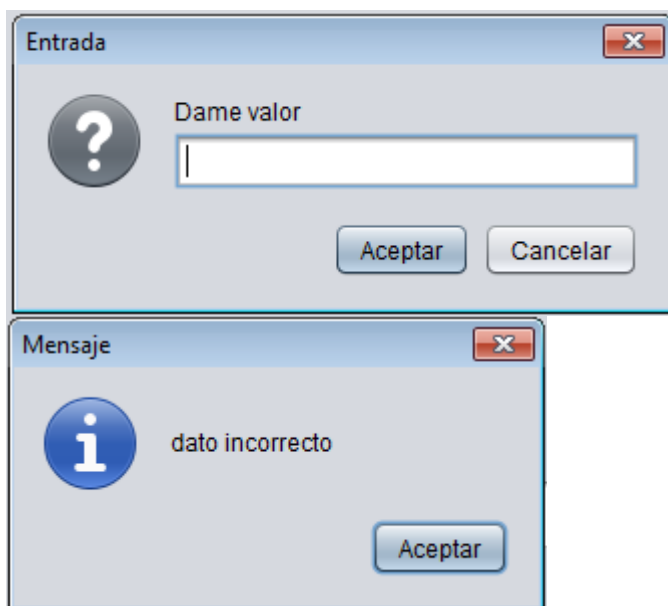 Entrada
Dame valor
Aceptar Cancelar
Mensaje
dato incorrecto
Aceptar